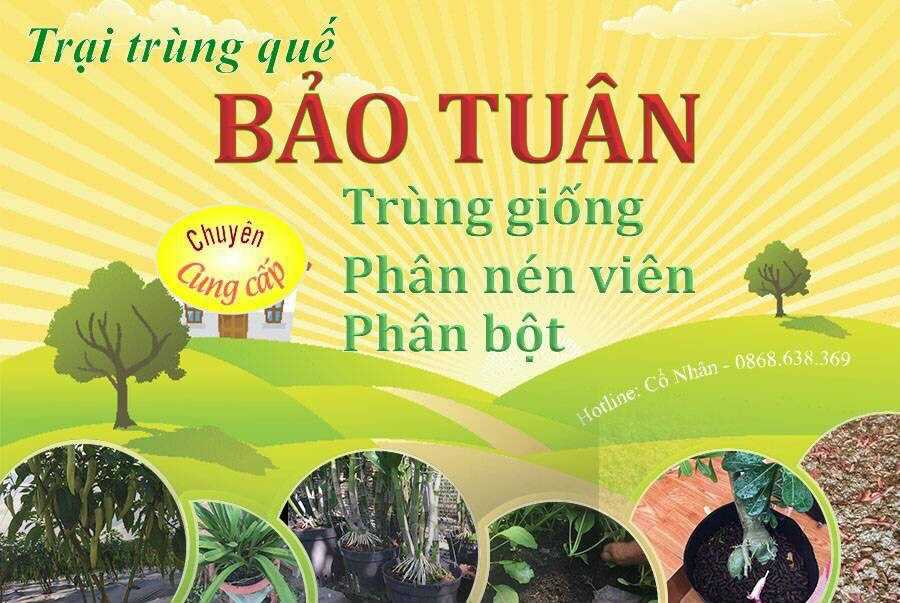 Trại trùng quế
BẢO TUÂN
Chuyên
Cung cấp
Trùng giống
Phân nén viên
Phân bột
Hotline: Cổ Nhân - 0868.638.369